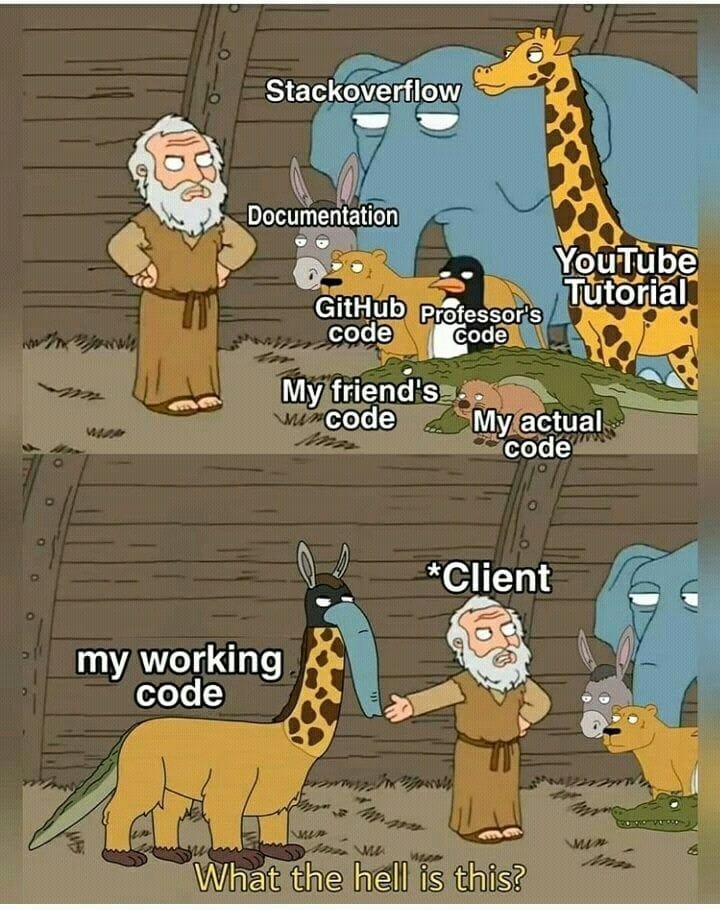 Stackoverflow
Documentation
YouTube
Tutorial
GitHub
code
Professor's
code
My friend's
code
My actual
code
*Client
my working
code
What the hell is this?